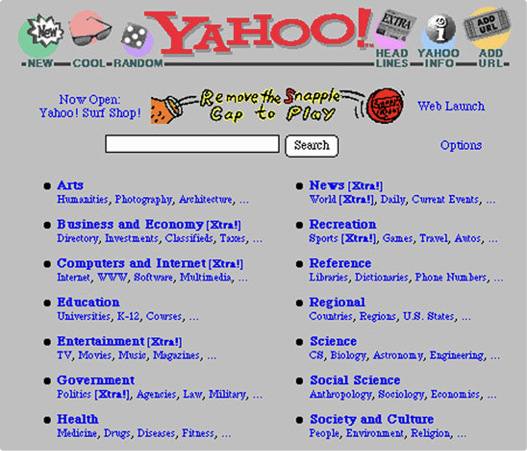 YAHOO!
New
EXTRA
i
ADD URL
NEW COOL RANDOM
HEAD LINES YAHOO INFO ADD URL
Now Open:
Yahoo! Surf Shop!
Remove the Snapple
Cap to Play
Web Launch
Search
Options
Arts
Humanities, Photography, Architecture, ...
Business and Economy [Xtra!]
Directory, Investments, Classifieds, Taxes, ...
Computers and Internet [Xtra!]
Internet, WWW, Software, Multimedia, ...
Education
Universities, K-12, Courses, ...
Entertainment [Xtra!]
TV, Movies, Music, Magazines, ...
Government
Politics [Xtra!], Agencies, Law, Military, ...
Health
Medicine, Drugs, Diseases, Fitness, ...
News [Xtra!]
World [Xtra!], Daily, Current Events, ...
Recreation
Sports [Xtra!], Games, Travel, Autos, ...
Reference
Libraries, Dictionaries, Phone Numbers, ...
Regional
Countries, Regions, U.S. States, ...
Science
CS, Biology, Astronomy, Engineering, ...
Social Science
Anthropology, Sociology, Economics, ...
Society and Culture
People, Environment, Religion, ...